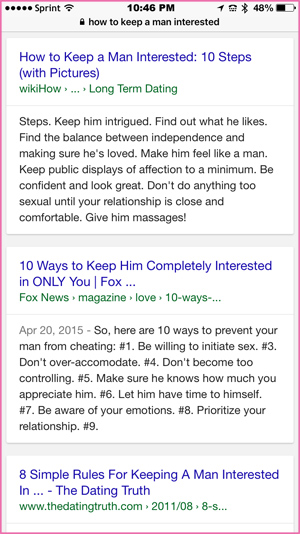 Sprint 10:46 PM 48%
how to keep a man interested
How to Keep a Man Interested: 10 Steps
(with Pictures)
wikiHow › ... › Long Term Dating
Steps. Keep him intrigued. Find out what he likes.
Find the balance between independence and
making sure he's loved. Make him feel like a man.
Keep public displays of affection to a minimum. Be
confident and look great. Don't do anything too
sexual until your relationship is close and
comfortable. Give him massages!
10 Ways to Keep Him Completely Interested
in ONLY You | Fox ...
Fox News › magazine › love › 10-ways-...
Apr 20, 2015 - So, here are 10 ways to prevent your
man from cheating: #1. Be willing to initiate sex. #3.
Don't over-accomodate. #4. Don't become too
controlling. #5. Make sure he knows how much you
appreciate him. #6. Let him have time to himself.
#7. Be aware of your emotions. #8. Prioritize your
relationship. #9.
8 Simple Rules For Keeping A Man Interested
In ... - The Dating Truth
www.thedatingtruth.com › 2011/08 › 8-s...